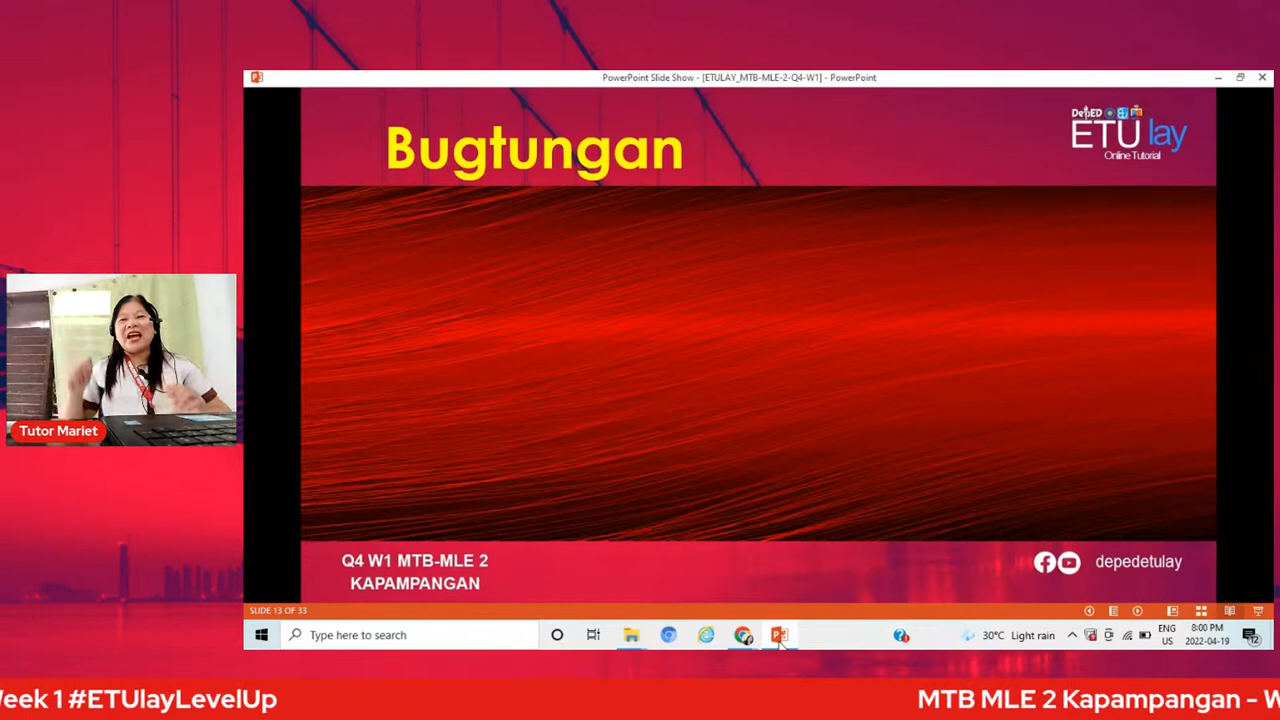 PowerPoint Slide Show - [ETULAY_MTB-MLE-2-Q4-W1] - PowerPoint
Bugtungan
DepED
ETUlay
Online Tutorial
Tutor Mariet
Q4 W1 MTB-MLE 2
KAPAMPANGAN
depedetulay
SLIDE 13 OF 33
Type here to search
30°C Light rain
ENG
US
8:00 PM
2022-04-19
12
Week 1 #ETUlayLevelUp
MTB MLE 2 Kapampangan - W